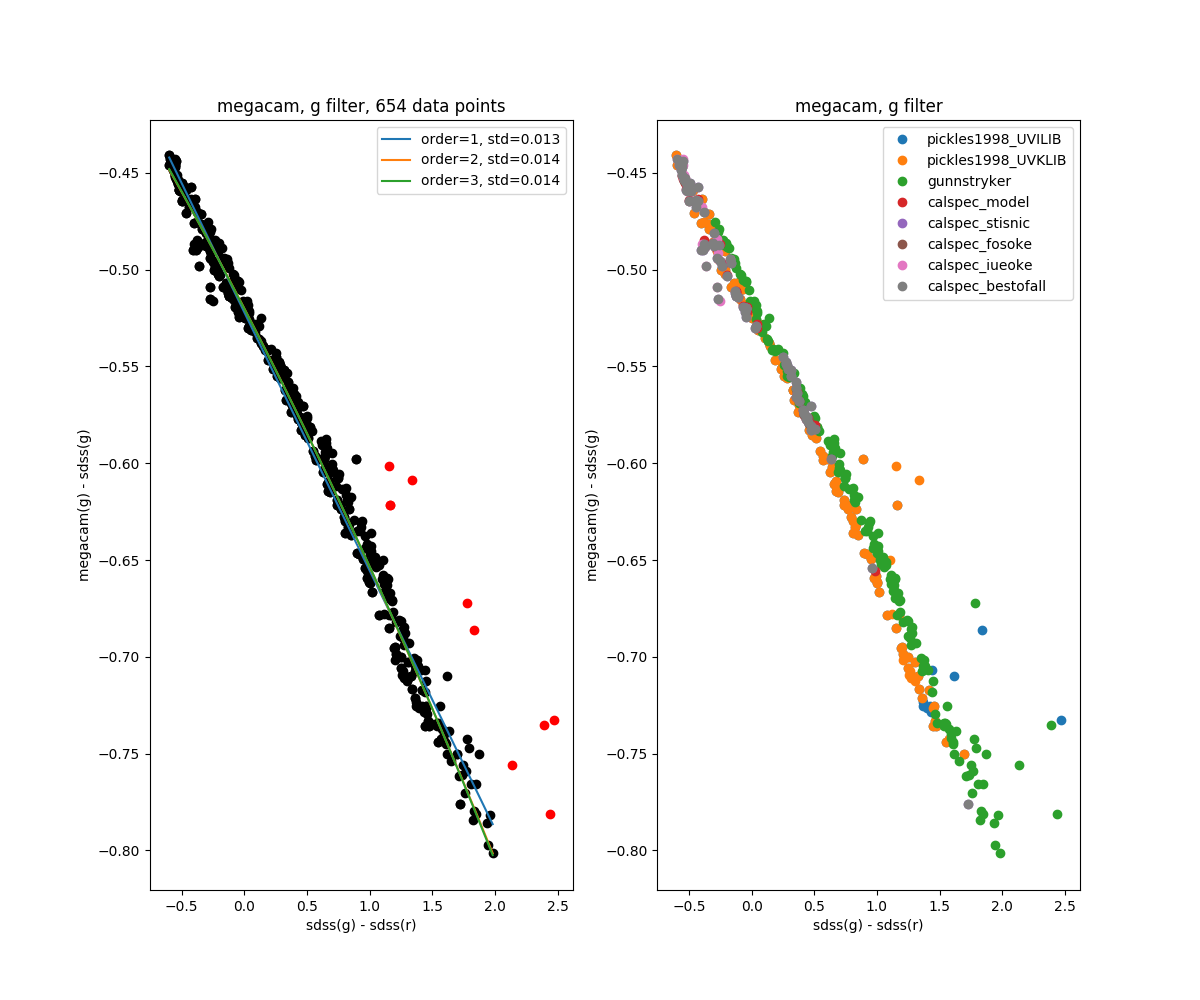 megacam, g filter, 654 data points
order=1, std=0.013
order=2, std=0.014
order=3, std=0.014
−0.45
−0.50
−0.55
−0.60
−0.65
−0.70
−0.75
−0.80
megacam(g) - sdss(g)
−0.5 0.0 0.5 1.0 1.5 2.0 2.5
sdss(g) - sdss(r)
megacam, g filter
pickles1998_UVILIB
pickles1998_UVKLIB
gunnstryker
calspec_model
calspec_stisnic
calspec_fosoke
calspec_iueoke
calspec_bestofall
−0.45
−0.50
−0.55
−0.60
−0.65
−0.70
−0.75
−0.80
megacam(g) - sdss(g)
−0.5 0.0 0.5 1.0 1.5 2.0 2.5
sdss(g) - sdss(r)